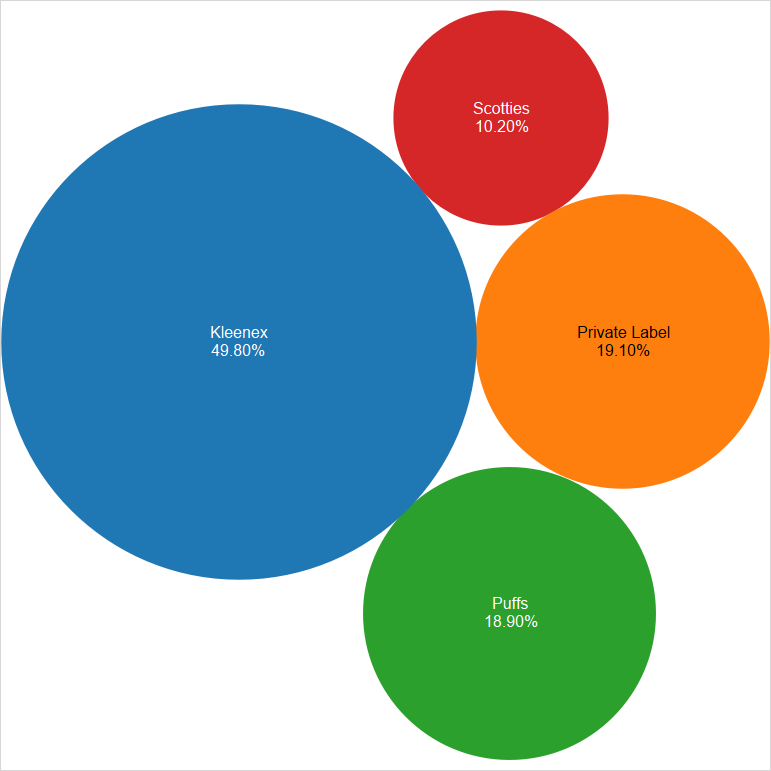 Scotties
10.20%
Kleenex
49.80%
Private Label
19.10%
Puffs
18.90%